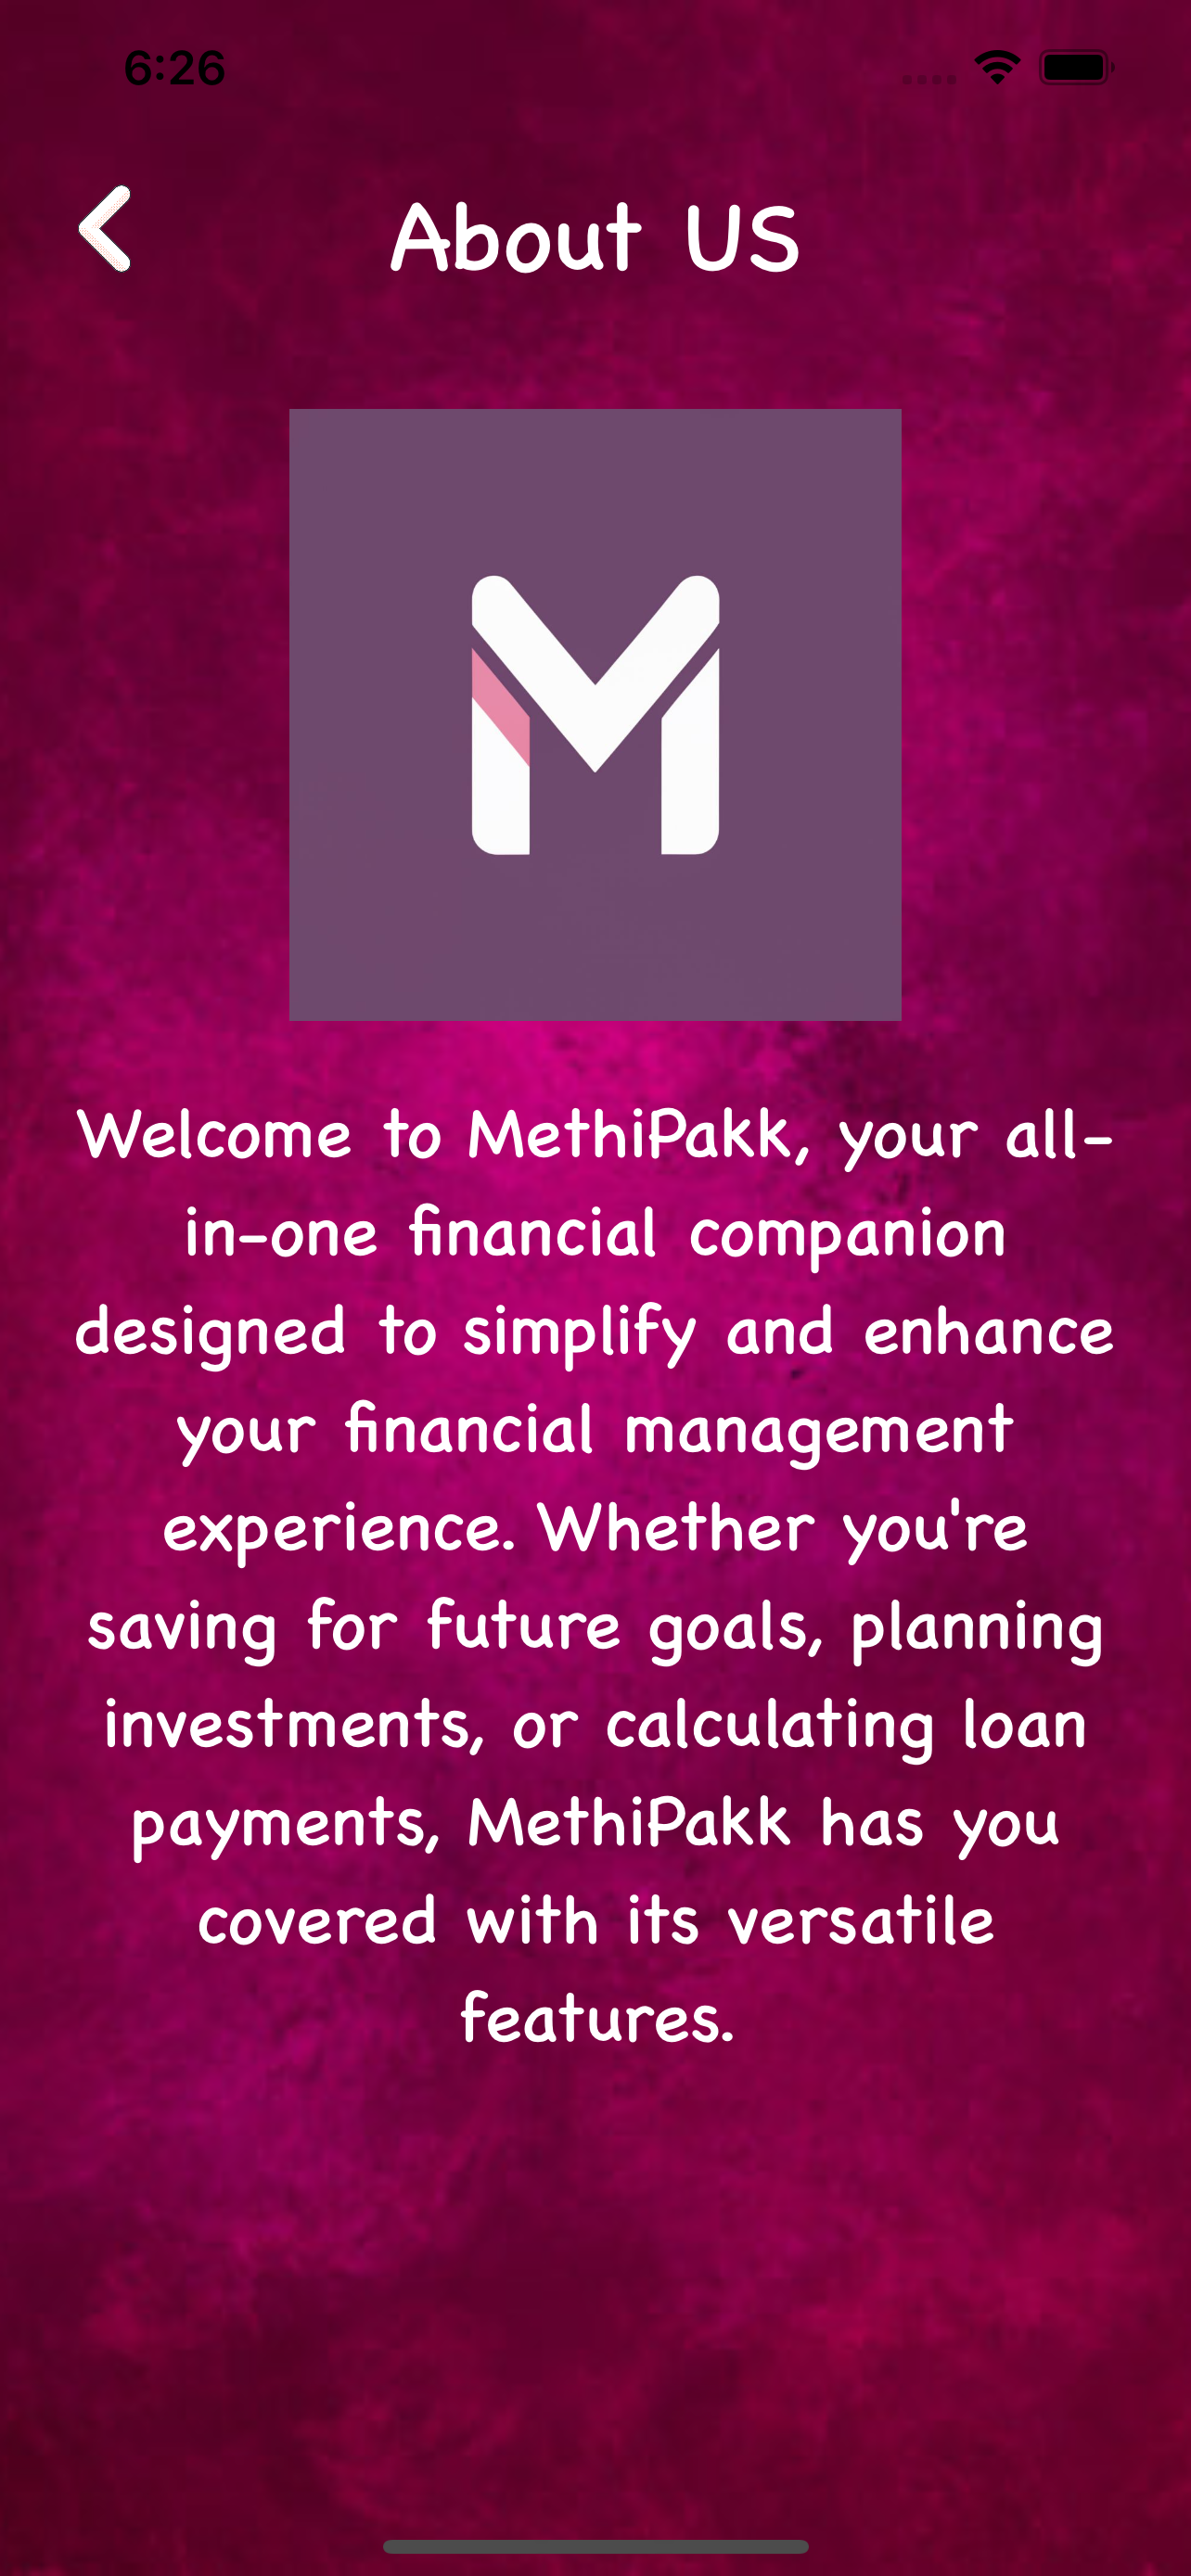 6:26
About US
M
Welcome to MethiPakk, your all-
in-one financial companion
designed to simplify and enhance
your financial management
experience. Whether you're
saving for future goals, planning
investments, or calculating loan
payments, MethiPakk has you
covered with its versatile
features.